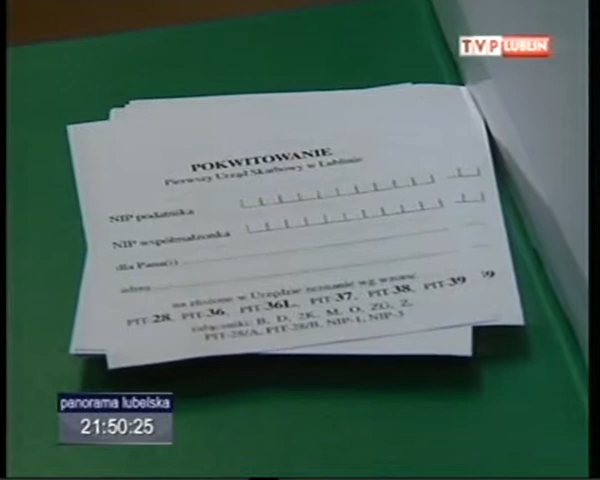 TVP LUBLIN
POKWITOWANIE
Pierwszy Urząd Skarbowy w Lublinie
NIP podatnika
NIP współmałżonka
dla Pana(i)
adres
na złożone w Urzędzie zeznanie wg wzoru:
PIT-28, PIT-36, PIT-36L, PIT-37, PIT-38, PIT-39
załączniki: B, D, 2K, M, O, ZG, Z,
PIT-28/A, PIT-28/B, NIP-1, NIP-3
panorama lubelska
21:50:25